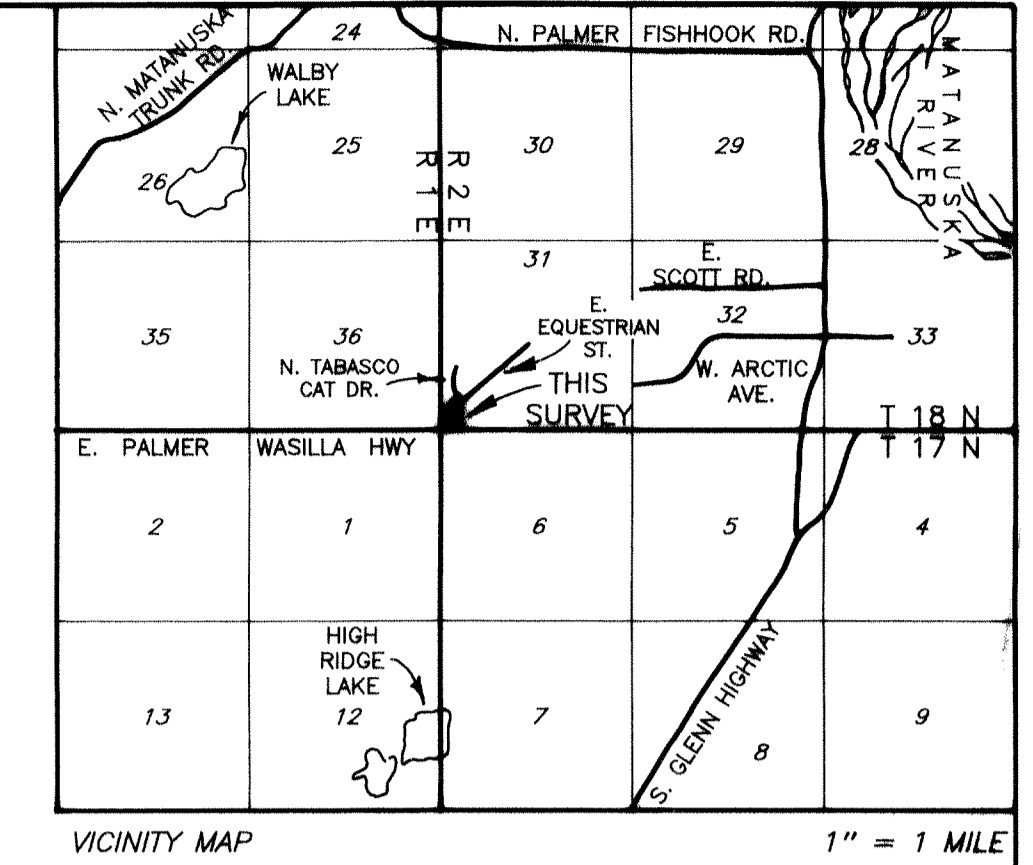 24
N. PALMER FISHHOOK RD.
N. MATANUSKA
TRUNK RD.
WALBY
LAKE
MATANUSKA
RIVER
26
25
R 1 E
R 2 E
30
29
28
31
E.
SCOTT RD.
35
36
E.
EQUESTRIAN
ST.
32
33
N. TABASCO
CAT DR.
THIS
SURVEY
W. ARCTIC
AVE.
T 18 N
T 17 N
E. PALMER WASILLA HWY
2
1
6
5
4
HIGH
RIDGE
LAKE
S. GLENN HIGHWAY
13
12
7
8
9
VICINITY MAP
1" = 1 MILE